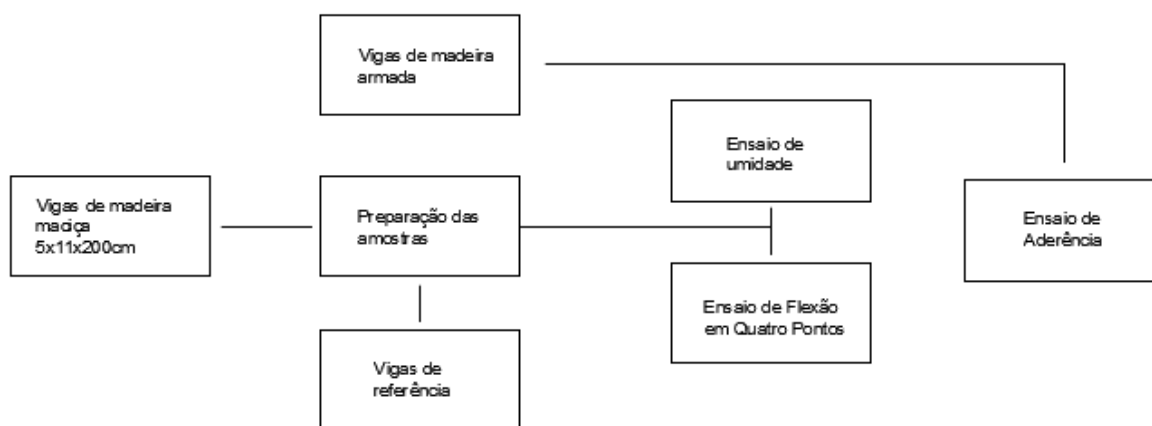 Vigas de madeira
armada
Ensaio de
umidade
Vigas de madeira
maciça
5x11x200cm
Preparação das
amostras
Ensaio de
Aderência
Ensaio de Flexão
em Quatro Pontos
Vigas de
referência